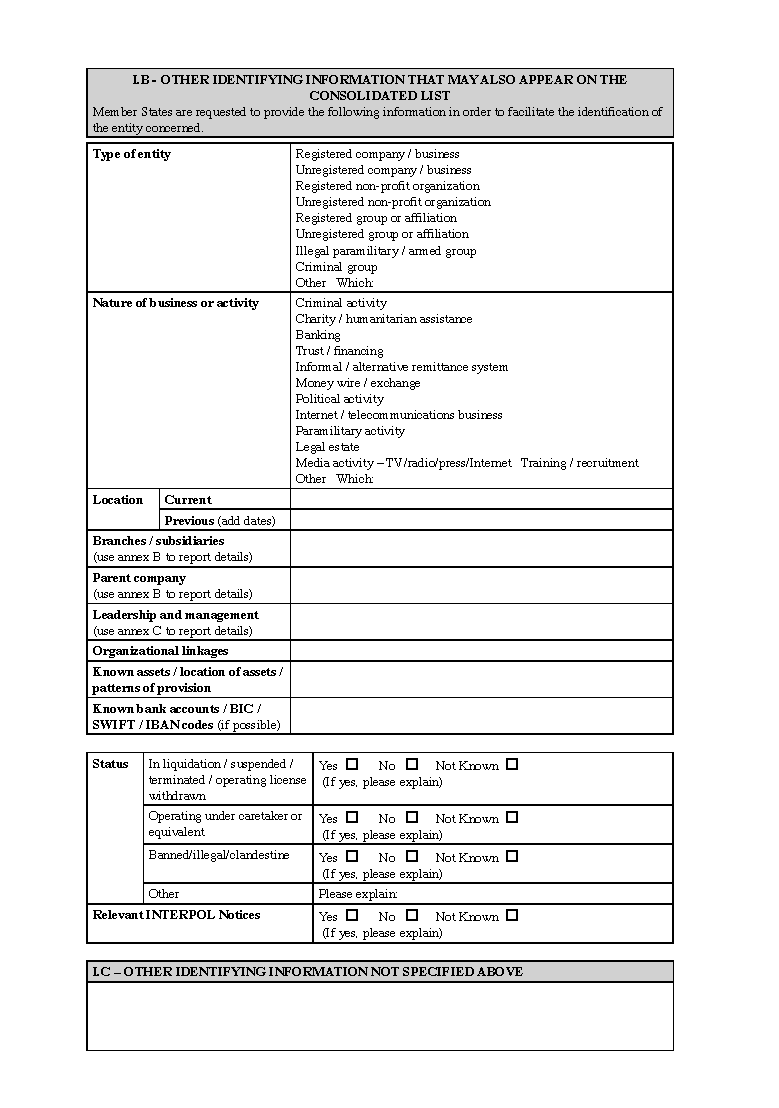 I.B - OTHER IDENTIFYING INFORMATION THAT MAY ALSO APPEAR ON THE
CONSOLIDATED LIST
Member States are requested to provide the following information in order to facilitate the identification of
the entity concerned.
Type of entity
Registered company / business
Unregistered company / business
Registered non-profit organization
Unregistered non-profit organization
Registered group or affiliation
Unregistered group or affiliation
Illegal paramilitary / armed group
Criminal group
Other Which:
Nature of business or activity
Criminal activity
Charity / humanitarian assistance
Banking
Trust / financing
Informal / alternative remittance system
Money wire / exchange
Political activity
Internet / telecommunications business
Paramilitary activity
Legal estate
Media activity – TV/radio/press/Internet Training / recruitment
Other Which:
Location
Current
Previous (add dates)
Branches / subsidiaries
(use annex B to report details)
Parent company
(use annex B to report details)
Leadership and management
(use annex C to report details)
Organizational linkages
Known assets / location of assets /
patterns of provision
Known bank accounts / BIC /
SWIFT / IBAN codes (if possible)
Status
In liquidation / suspended /
terminated / operating license
withdrawn
Yes ☐ No ☐ Not Known ☐
(If yes, please explain)
Operating under caretaker or
equivalent
Yes ☐ No ☐ Not Known ☐
(If yes, please explain)
Banned/illegal/clandestine
Yes ☐ No ☐ Not Known ☐
(If yes, please explain)
Other
Please explain:
Relevant INTERPOL Notices
Yes ☐ No ☐ Not Known ☐
(If yes, please explain)
I.C – OTHER IDENTIFYING INFORMATION NOT SPECIFIED ABOVE